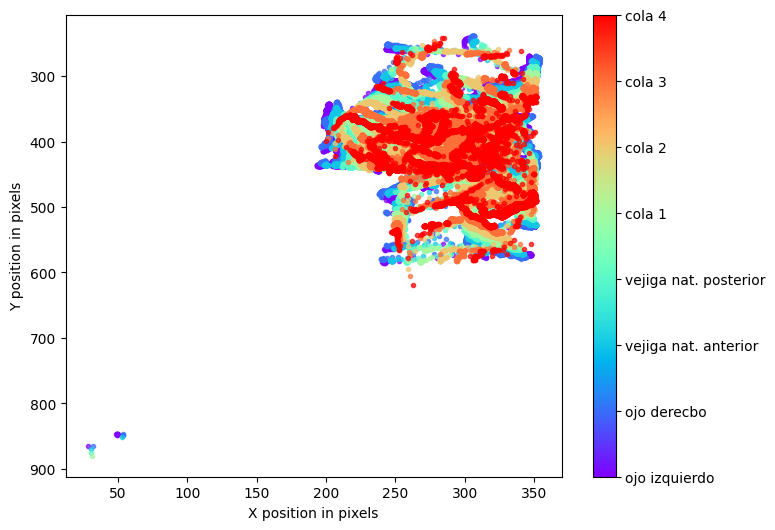 300
400
500
600
700
800
900
Y position in pixels
50
100
150
200
250
300
350
X position in pixels
cola 4
cola 3
cola 2
cola 1
vejiga nat. posterior
vejiga nat. anterior
ojo derecbo
ojo izquierdo